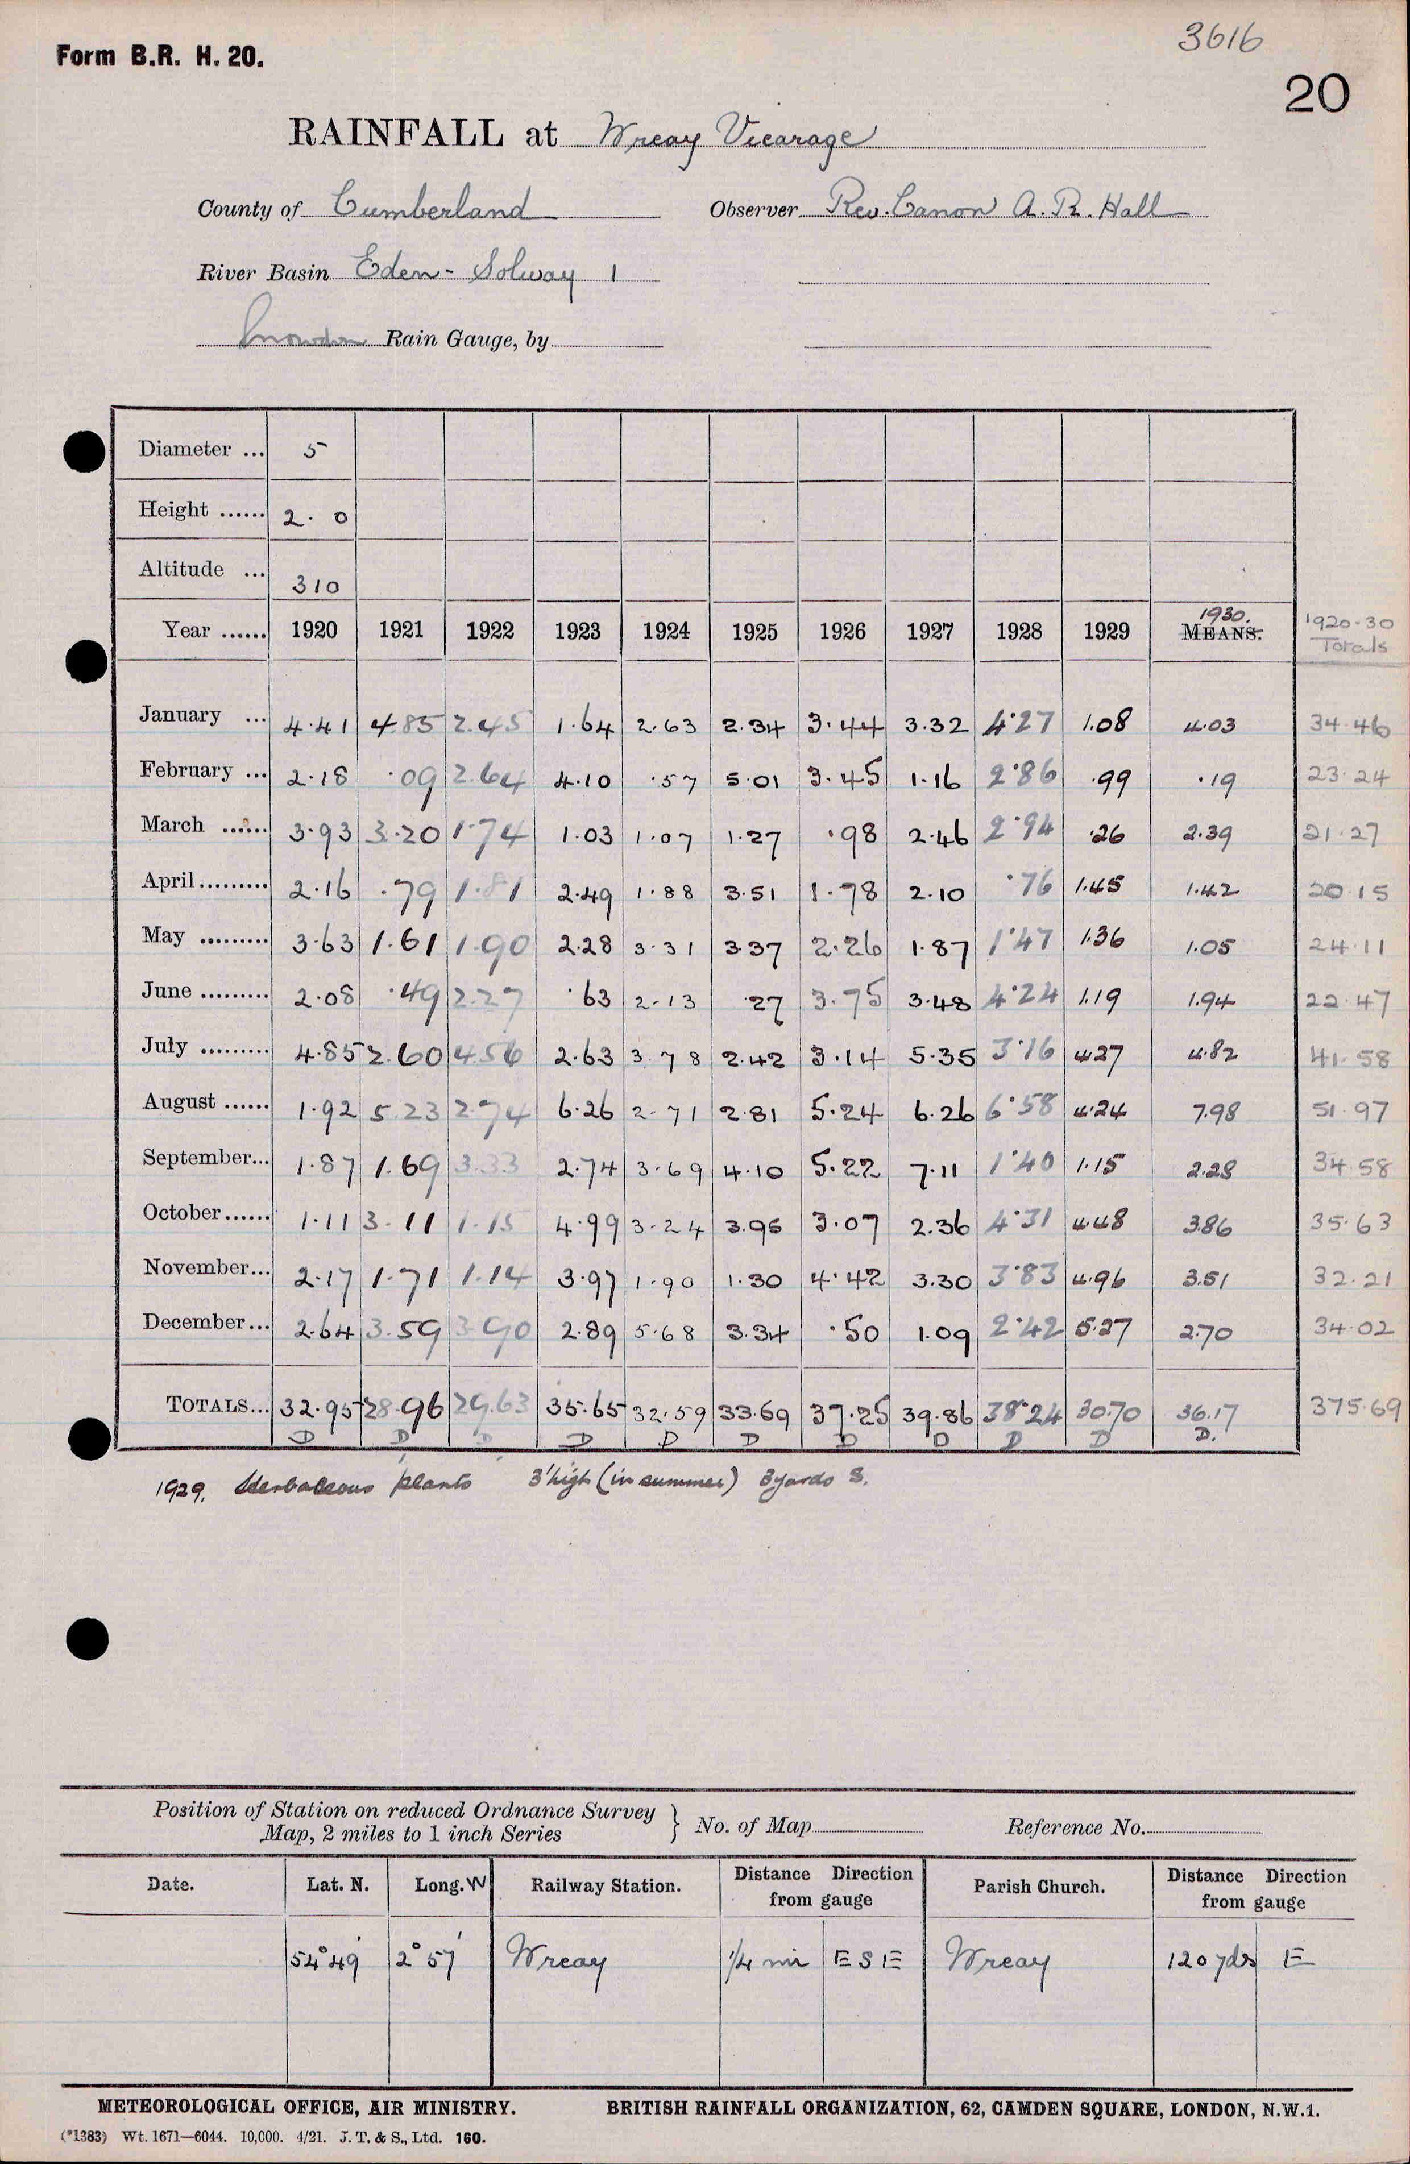 3616
Form B.R. H. 20.
20
RAINFALL at Wreay Vicarage
County of Cumberland Observer Rev. Canon A. R. Hall
River Basin Eden - Solway 1
Snowdon Rain Gauge, by
Diameter ... 5
Height ...... 2. 0
Altitude ... 310
Year ...... 1920 1921 1922 1923 1924 1925 1926 1927 1928 1929 1930. MEANS. 1920-30 Totals
January ... 4.41 4.85 2.45 1.64 2.63 2.34 3.44 3.32 4.27 1.08 4.03 34.46
February ... 2.18 .09 2.64 4.10 .57 5.01 3.45 1.16 2.86 .99 .19 23.24
March ...... 3.93 3.20 1.74 1.03 1.07 1.27 .98 2.46 2.94 .26 2.39 21.27
April ......... 2.16 .79 1.81 2.49 1.88 3.51 1.78 2.10 .76 1.45 1.42 20.15
May ......... 3.63 1.61 1.90 2.28 3.31 3.37 2.26 1.87 1.47 1.36 1.05 24.11
June ......... 2.08 .49 2.27 .63 2.13 .27 3.75 3.48 4.24 1.19 1.94 22.47
July ......... 4.85 2.60 4.56 2.63 3.78 2.42 3.14 5.35 3.16 4.27 4.82 41.58
August ...... 1.92 5.23 2.74 6.26 2.71 2.81 5.24 6.26 6.58 4.24 7.98 51.97
September... 1.87 1.69 3.33 2.74 3.69 4.10 5.22 7.11 1.40 1.15 2.28 34.58
October...... 1.11 3.11 1.15 4.99 3.24 3.95 3.07 2.36 4.31 4.48 3.86 35.63
November... 2.17 1.71 1.14 3.97 1.90 1.30 4.42 3.30 3.83 4.96 3.51 32.21
December... 2.64 3.59 3.90 2.89 5.68 3.34 .50 1.09 2.42 5.27 2.70 34.02
TOTALS... 32.95 28.96 29.63 35.65 32.59 33.69 37.25 39.86 38.24 30.70 36.17 375.69
D D D D D D D D D D D.
1929. Herbaceous plants 3' high (in summer) 3 yards S.
Position of Station on reduced Ordnance Survey
Map, 2 miles to 1 inch Series } No. of Map Reference No.
Date. Lat. N. Long. W Railway Station. Distance Direction from gauge Parish Church. Distance Direction from gauge
54° 49' 2° 57' Wreay 1/4 mi E S E Wreay 120 yds E
METEOROLOGICAL OFFICE, AIR MINISTRY. BRITISH RAINFALL ORGANIZATION, 62, CAMDEN SQUARE, LONDON, N.W.1.
(*1383) Wt. 1671—6044. 10,000. 4/21. J. T. & S., Ltd. 160.